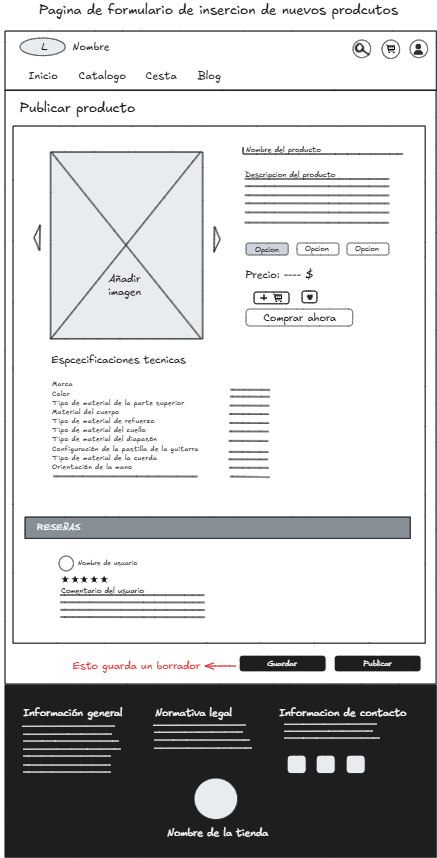 Pagina de formulario de insercion de nuevos prodcutos
L Nombre
Inicio Catalogo Cesta Blog
Publicar producto
Nombre del producto
Descripcion del producto
Opcion Opcion Opcion
Añadir
imagen
Precio: ---- $
+
Comprar ahora
Espcecificaciones tecnicas
Marca
Color
Tipo de material de la parte superior
Material del cuerpo
Tipo de material de refuerzo
Tipo de material del cuello
Tipo de material del diapasón
Configuración de la pastilla de la guitarra
Tipo de material de la cuerda
Orientación de la mano
RESEÑAS
Nombre de usuario
★★★★★
Comentario del usuario
Esto guarda un borrador
Guardar Publicar
Información general Normativa legal Informacion de contacto
Nombre de la tienda